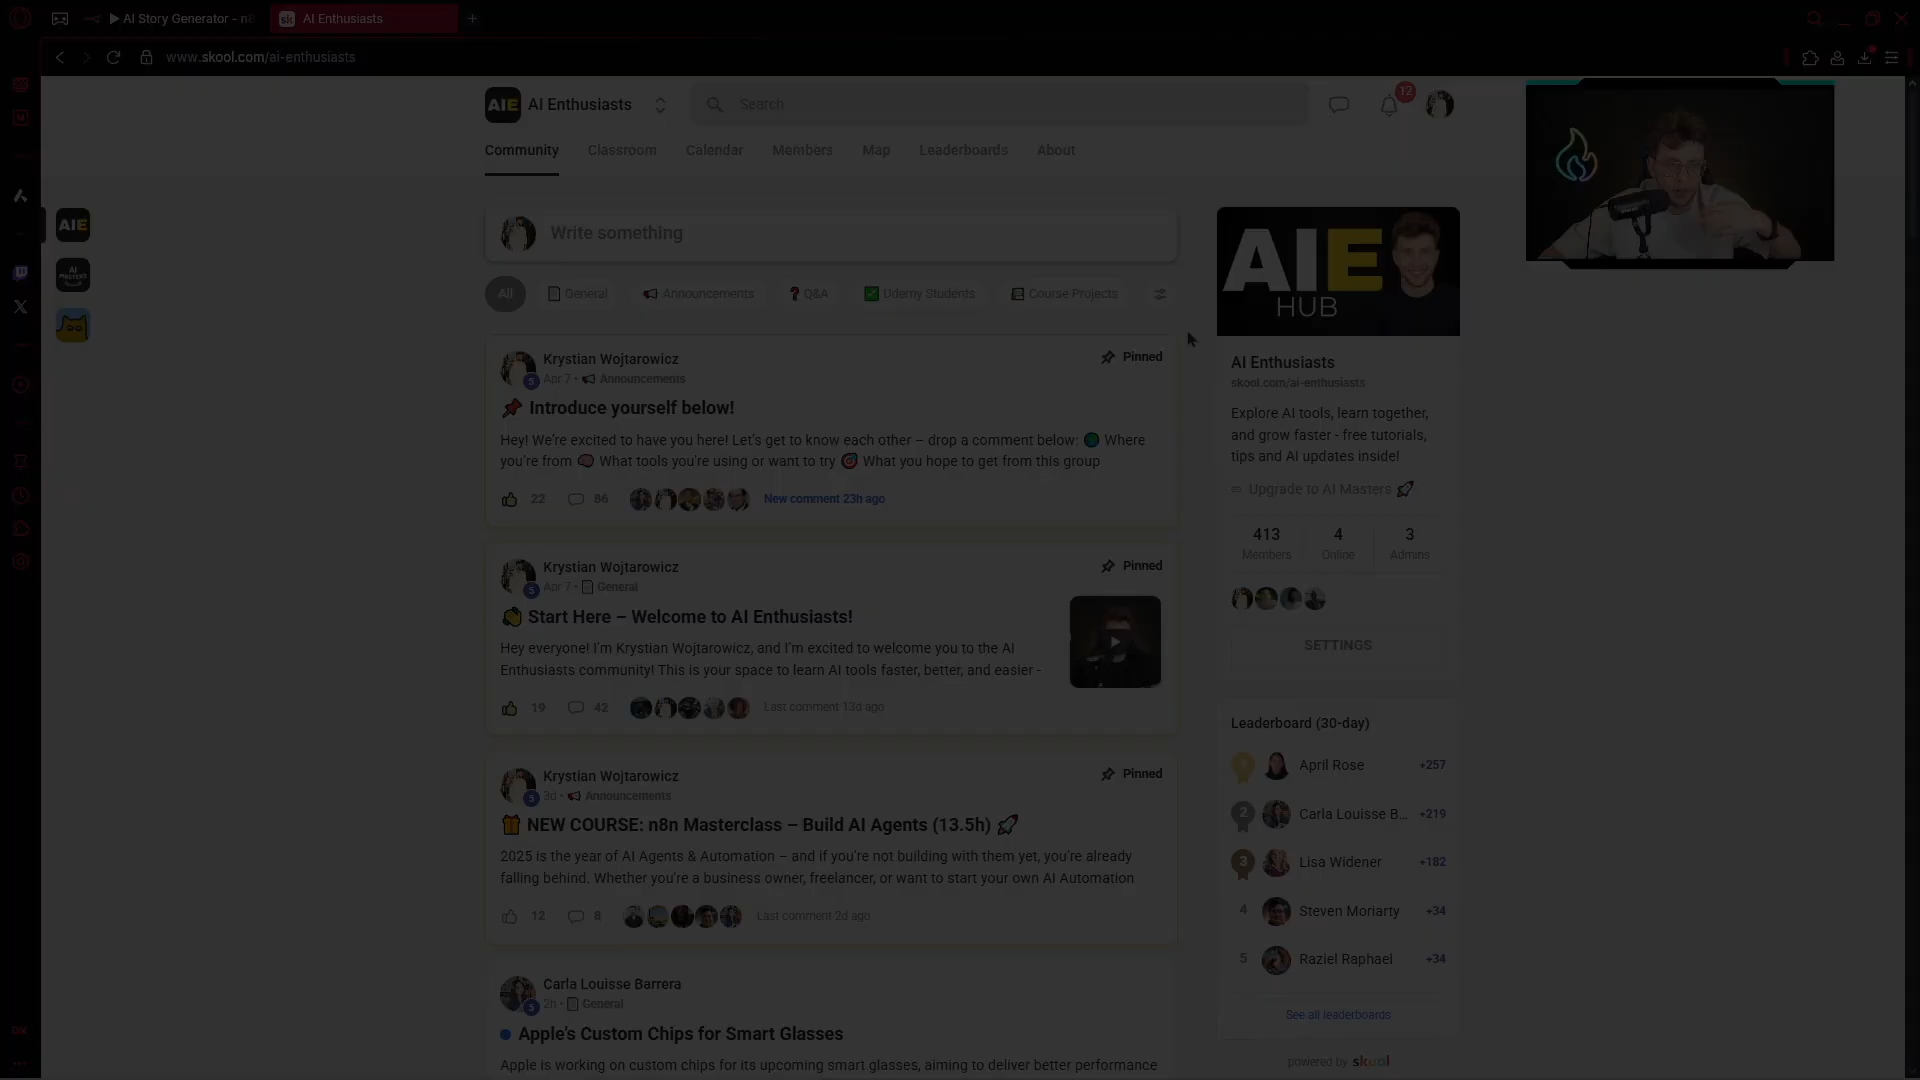 AI Story Generator - n8
sk AI Enthusiasts
www.skool.com/ai-enthusiasts
AIE AI Enthusiasts
Search
12
Community Classroom Calendar Members Map Leaderboards About
AIE
AI MASTERS
Write something
All General Announcements Q&A Udemy Students Course Projects
Krystian Wojtarowicz
Pinned
5 Apr 7 • Announcements
Introduce yourself below!
Hey! We're excited to have you here! Let's get to know each other – drop a comment below: Where
you're from What tools you're using or want to try What you hope to get from this group
22 86 New comment 23h ago
Krystian Wojtarowicz
Pinned
5 Apr 7 • General
Start Here – Welcome to AI Enthusiasts!
Hey everyone! I'm Krystian Wojtarowicz, and I'm excited to welcome you to the AI
Enthusiasts community! This is your space to learn AI tools faster, better, and easier -
19 42 Last comment 13d ago
Krystian Wojtarowicz
Pinned
5 3d • Announcements
NEW COURSE: n8n Masterclass – Build AI Agents (13.5h)
2025 is the year of AI Agents & Automation – and if you're not building with them yet, you're already
falling behind. Whether you're a business owner, freelancer, or want to start your own AI Automation
12 8 Last comment 2d ago
Carla Louisse Barrera
5 2h • General
Apple's Custom Chips for Smart Glasses
Apple is working on custom chips for its upcoming smart glasses, aiming to deliver better performance
AIE
HUB
AI Enthusiasts
skool.com/ai-enthusiasts
Explore AI tools, learn together,
and grow faster - free tutorials,
tips and AI updates inside!
Upgrade to AI Masters
413 4 3
Members Online Admins
SETTINGS
Leaderboard (30-day)
April Rose +257
2 Carla Louisse B... +219
3 Lisa Widener +182
4 Steven Moriarty +34
5 Raziel Raphael +34
See all leaderboards
powered by skool